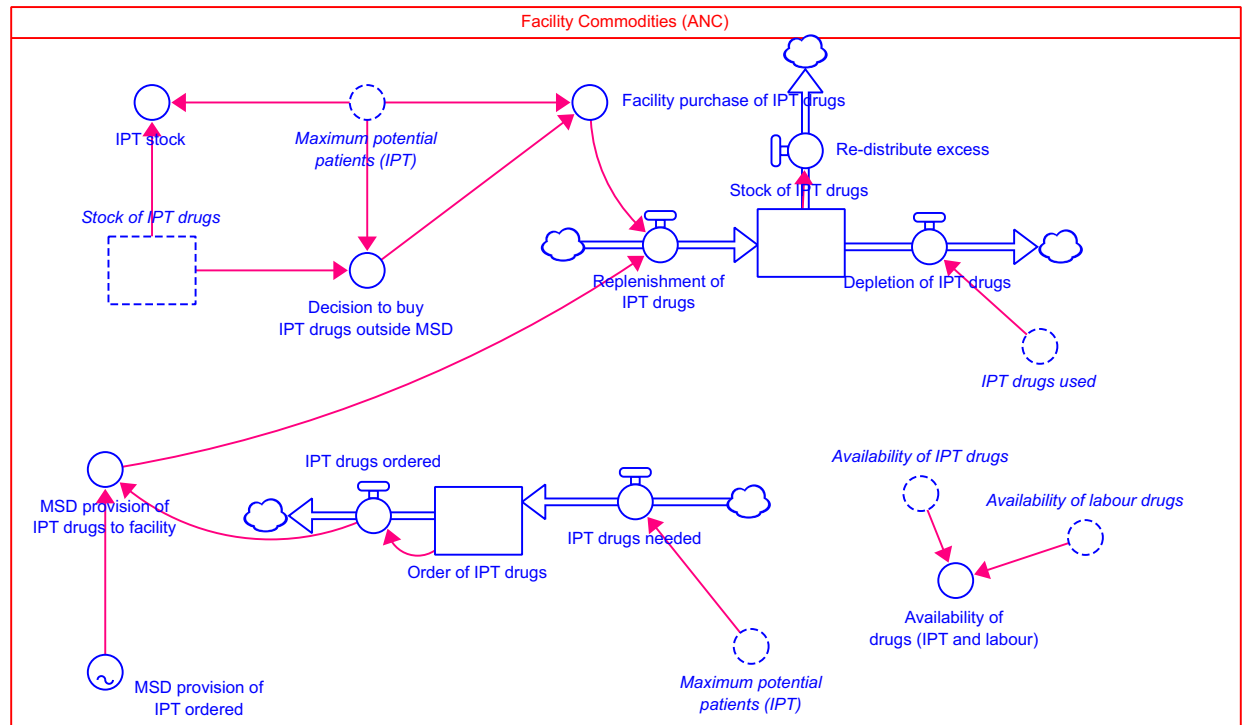 Facility Commodities (ANC)
IPT stock
Maximum potential
patients (IPT)
Facility purchase of IPT drugs
Re-distribute excess
Stock of IPT drugs
Stock of IPT drugs
Decision to buy
IPT drugs outside MSD
Replenishment of
IPT drugs
Depletion of IPT drugs
IPT drugs used
IPT drugs ordered
Availability of IPT drugs
Availability of labour drugs
MSD provision of
IPT drugs to facility
IPT drugs needed
Order of IPT drugs
Availability of
drugs (IPT and labour)
MSD provision of
IPT ordered
Maximum potential
patients (IPT)